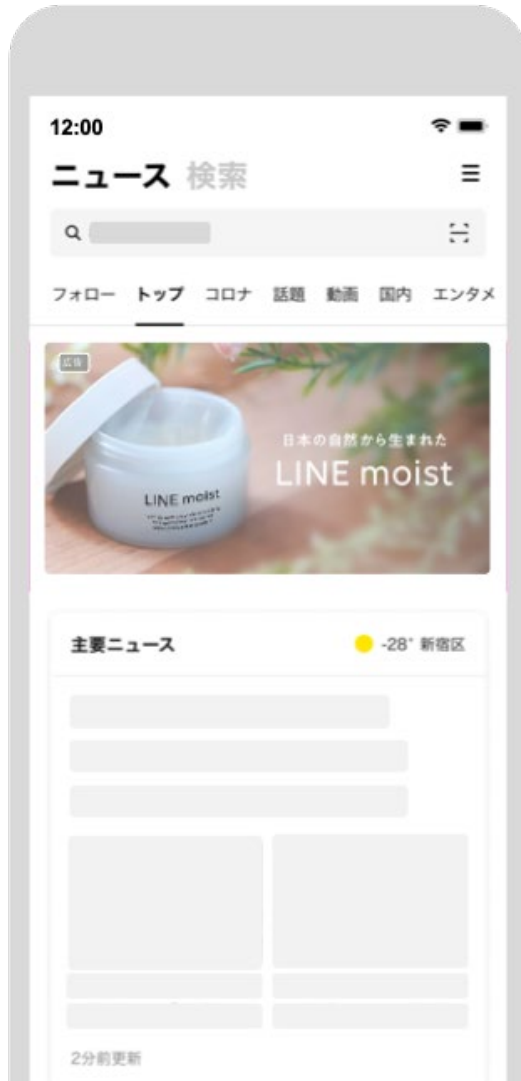 12:00
ニュース 検索
フォロー トップ コロナ 話題 動画 国内 エンタメ
広告
日本の自然から生まれた
LINE moist
LINE moist
主要ニュース -28° 新宿区
2分前更新